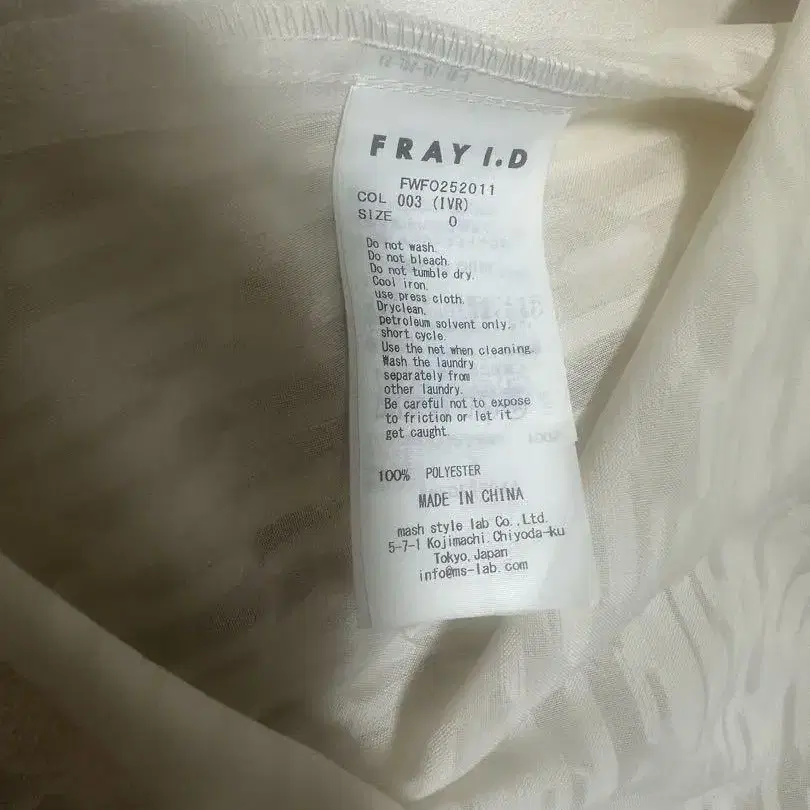 FRAY I.D
FWFO252011
COL 003 (IVR)
SIZE 0
Do not wash.
Do not bleach.
Do not tumble dry.
Cool iron.
use press cloth.
Dryclean.
petroleum solvent only.
short cycle.
Use the net when cleaning.
Wash the laundry
separately from
other laundry.
Be careful not to expose
to friction or let it
get caught.
100% POLYESTER
MADE IN CHINA
mash style lab Co.,Ltd.
5-7-1 Kojimachi.Chiyoda-ku
Tokyo,Japan
info@ms-lab.com